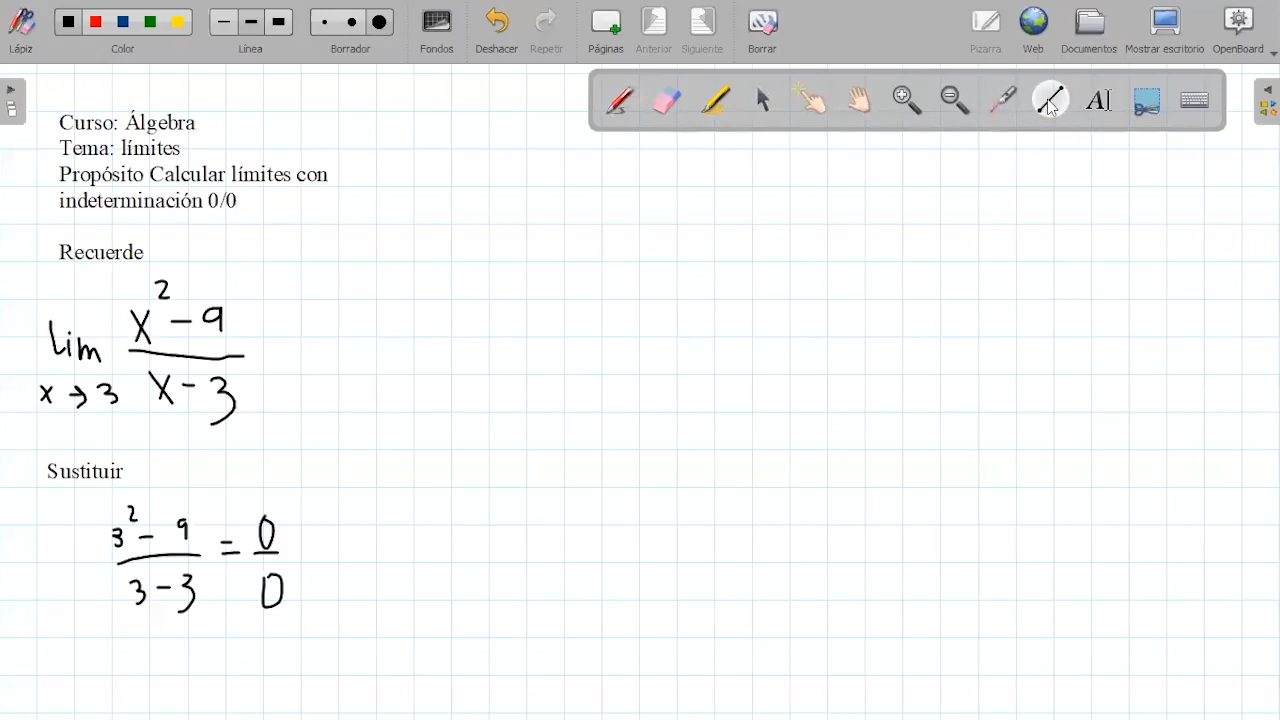 Lápiz Color Línea Borrador Fondos Deshacer Repetir Páginas Anterior Siguiente Borrar Pizarra Web Documentos Mostrar escritorio OpenBoard
A
Curso: Álgebra
Tema: límites
Propósito Calcular límites con
indeterminación 0/0
Recuerde
x² - 9
Lim
x → 3 x - 3
Sustituir
3² - 9 = 0
3 - 3 0